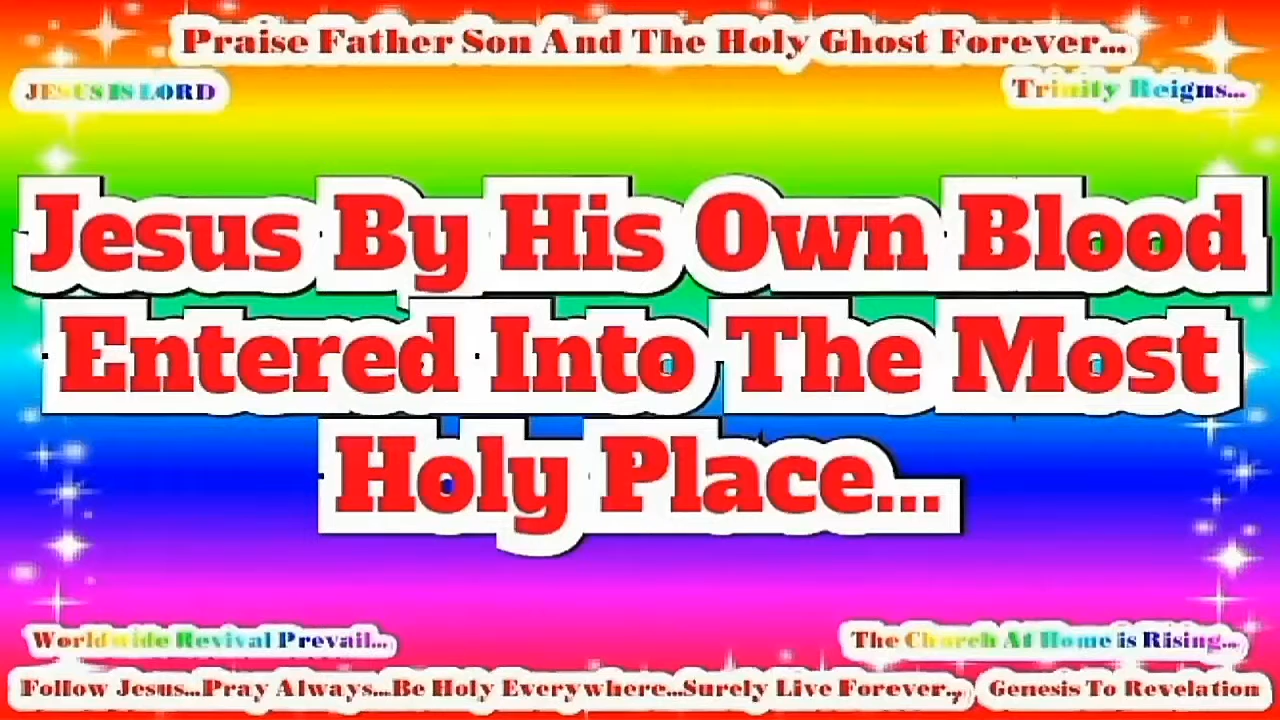 Praise Father Son And The Holy Ghost Forever...
JESUS IS LORD
Trinity Reigns...
Jesus By His Own Blood
Entered Into The Most
Holy Place...
Worldwide Revival Prevail...
The Church At Home is Rising...
Follow Jesus...Pray Always...Be Holy Everywhere...Surely Live Forever..,
Genesis To Revelation